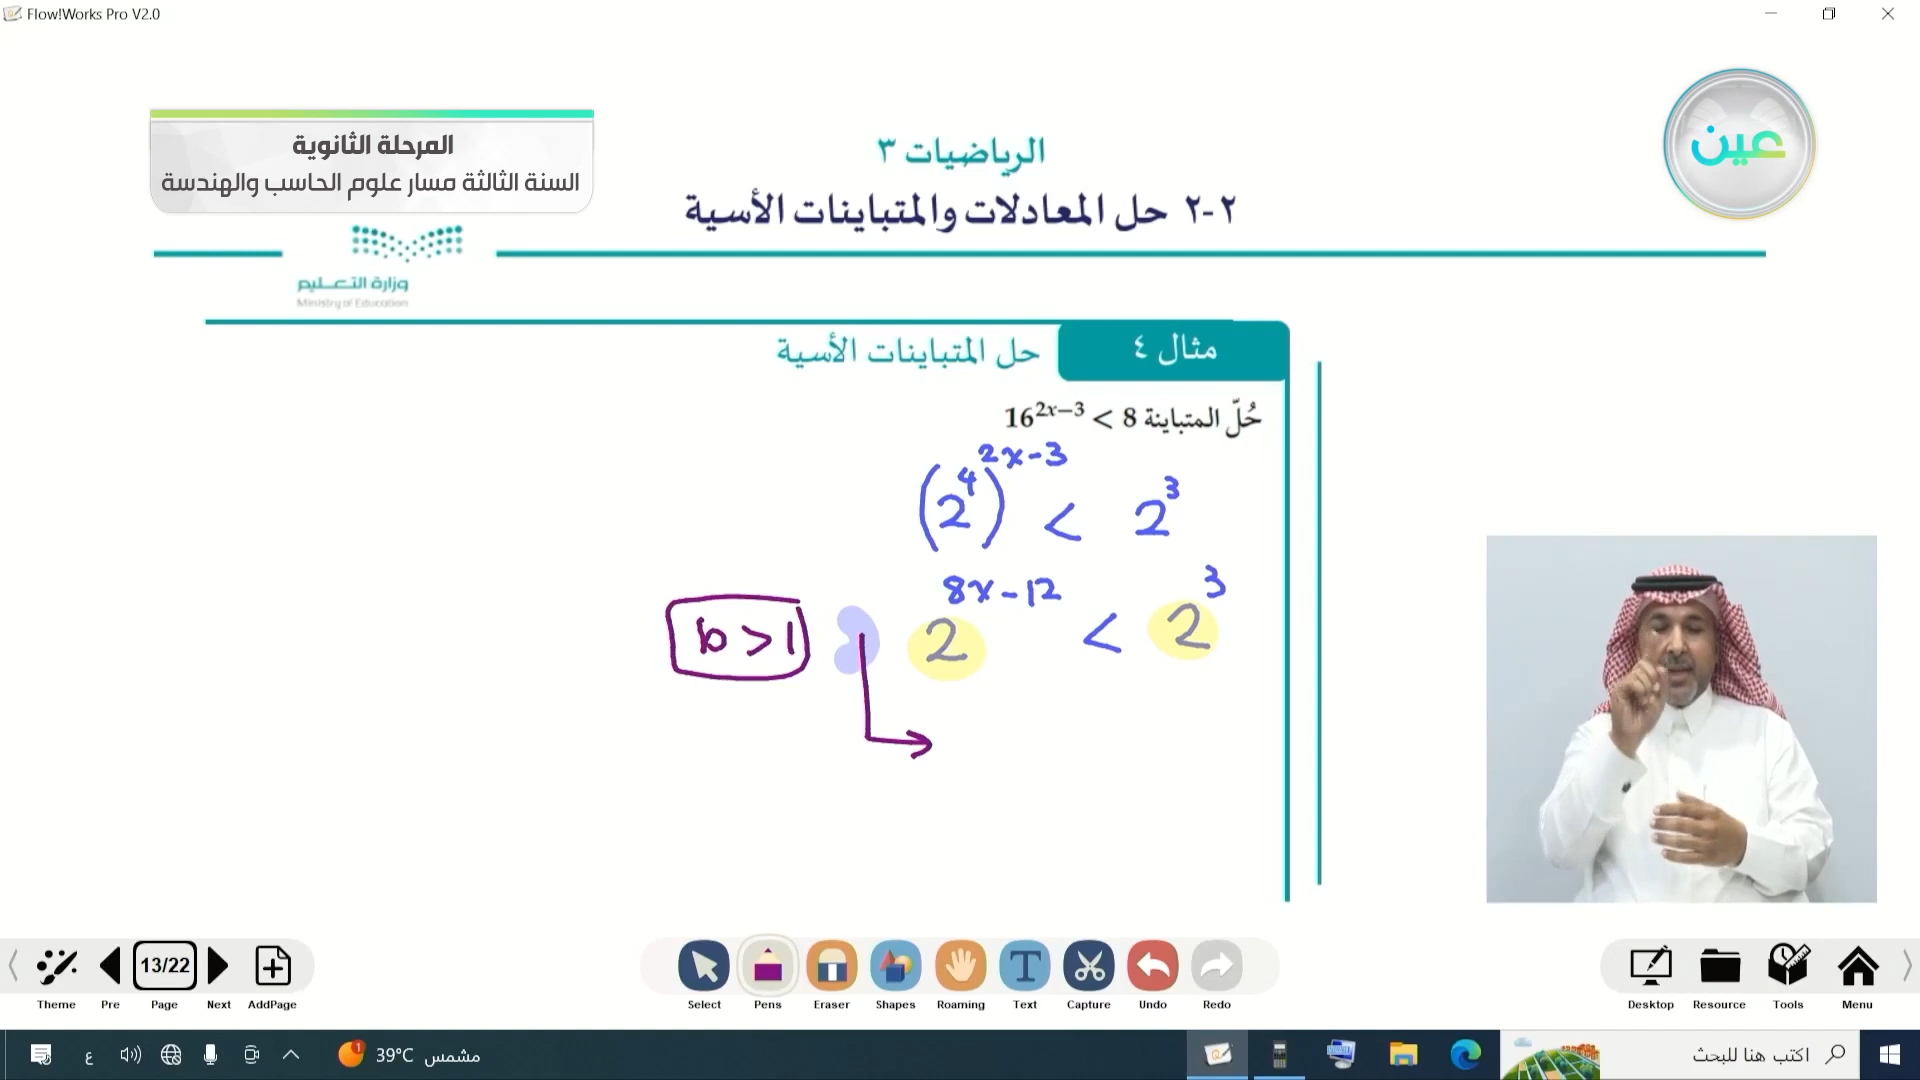 Flow!Works Pro V2.0
المرحلة الثانوية
السنة الثالثة مسار علوم الحاسب والهندسة
الرياضيات ٣
٢-٢ حل المعادلات والمتباينات الأسية
عين
وزارة التعليم
Ministry of Education
مثال ٤
حل المتباينات الأسية
حُلّ المتباينة 16^{2x-3} < 8
(2^4)^{2x-3} < 2^3
b > 1
2^{8x-12} < 2^3
13/22
Theme Pre Page Next AddPage
Select Pens Eraser Shapes Roaming Text Capture Undo Redo
Desktop Resource Tools Menu
ع
1
39°C مشمس
اكتب هنا للبحث